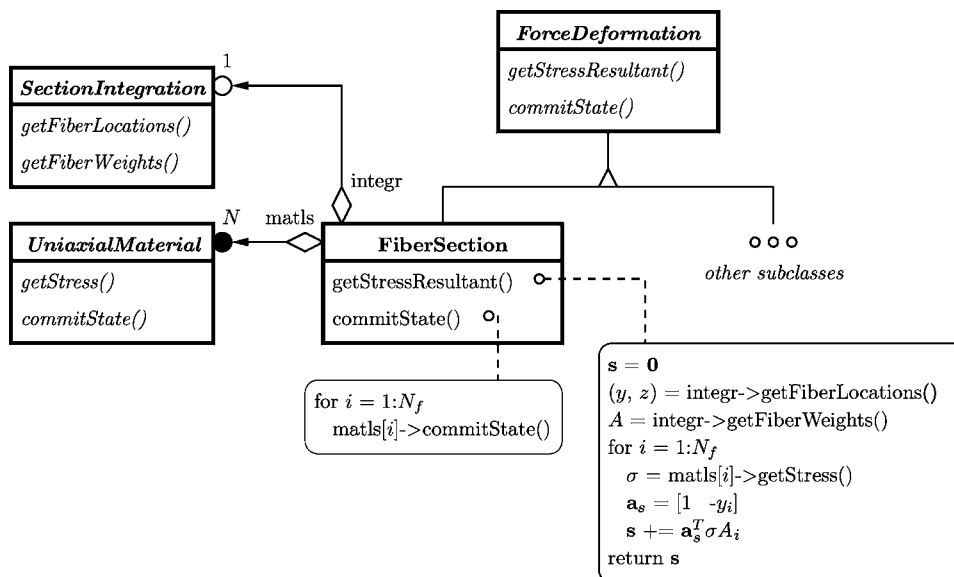 ForceDeformation
getStressResultant()
commitState()
1
SectionIntegration
getFiberLocations()
getFiberWeights()
integr
matls
N
UniaxialMaterial
getStress()
commitState()
FiberSection
getStressResultant()
commitState()
other subclasses
for i = 1:N_f
matls[i]->commitState()
s = 0
(y, z) = integr->getFiberLocations()
A = integr->getFiberWeights()
for i = 1:N_f
σ = matls[i]->getStress()
a_s = [1 -y_i]
s += a_s^T σA_i
return s